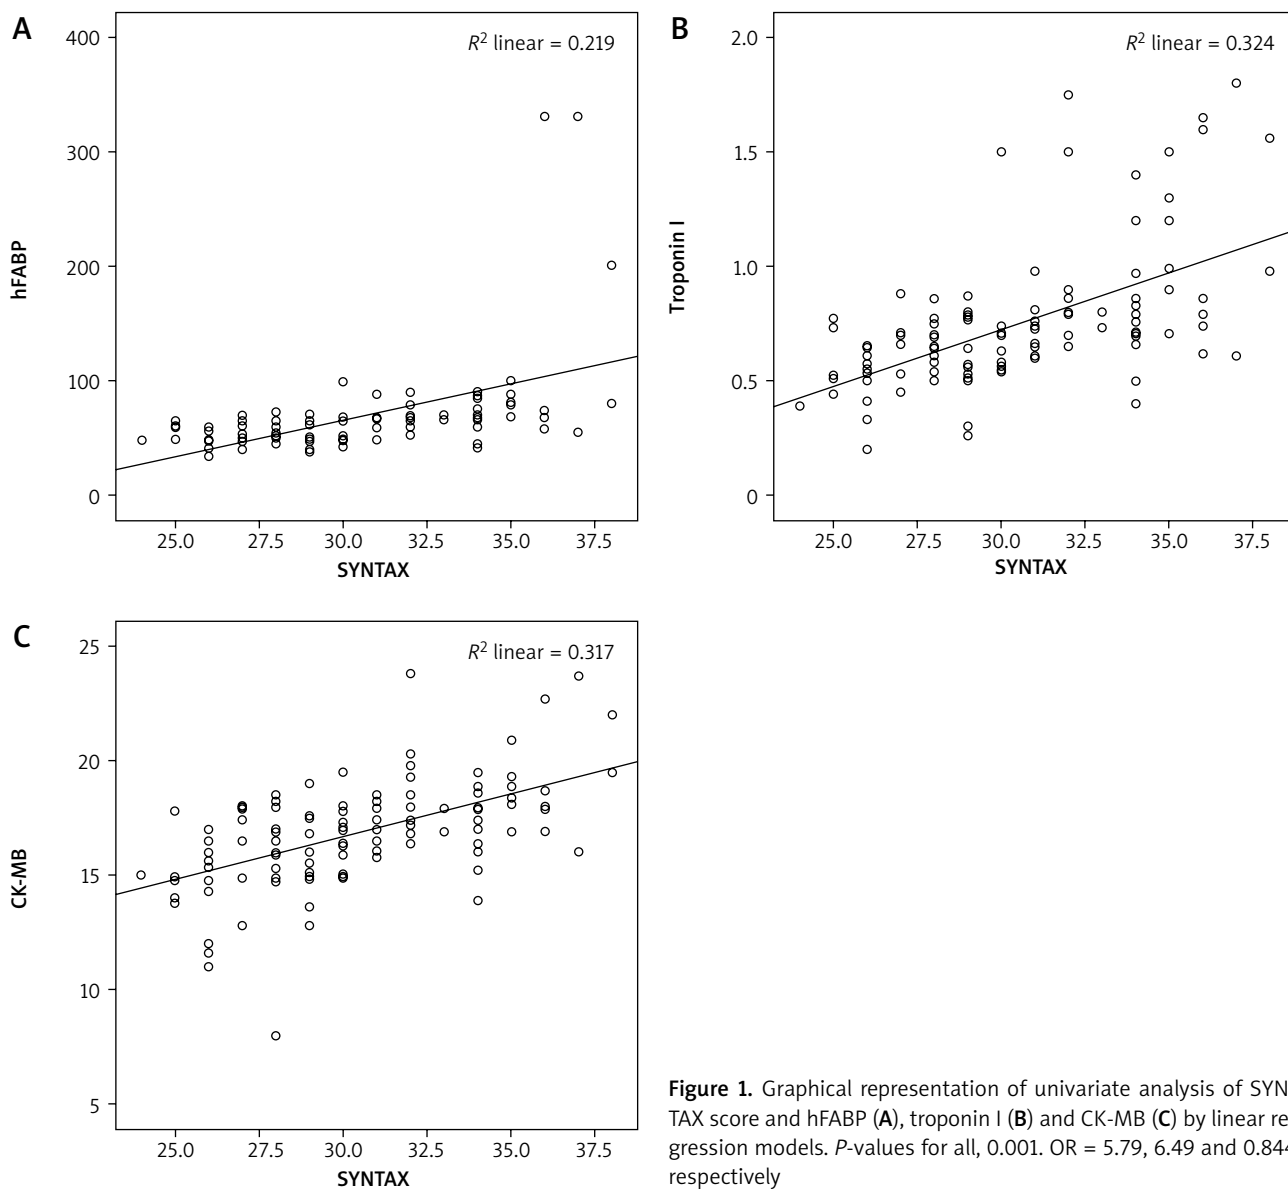 A
R² linear = 0.219
400
300
200
100
0
hFABP
25.0 27.5 30.0 32.5 35.0 37.5
SYNTAX
B
R² linear = 0.324
2.0
1.5
1.0
0.5
0
Troponin I
25.0 27.5 30.0 32.5 35.0 37.5
SYNTAX
C
R² linear = 0.317
25
20
15
10
5
CK-MB
25.0 27.5 30.0 32.5 35.0 37.5
SYNTAX
Figure 1. Graphical representation of univariate analysis of SYN-
TAX score and hFABP (A), troponin I (B) and CK-MB (C) by linear re-
gression models. P-values for all, 0.001. OR = 5.79, 6.49 and 0.844
respectively